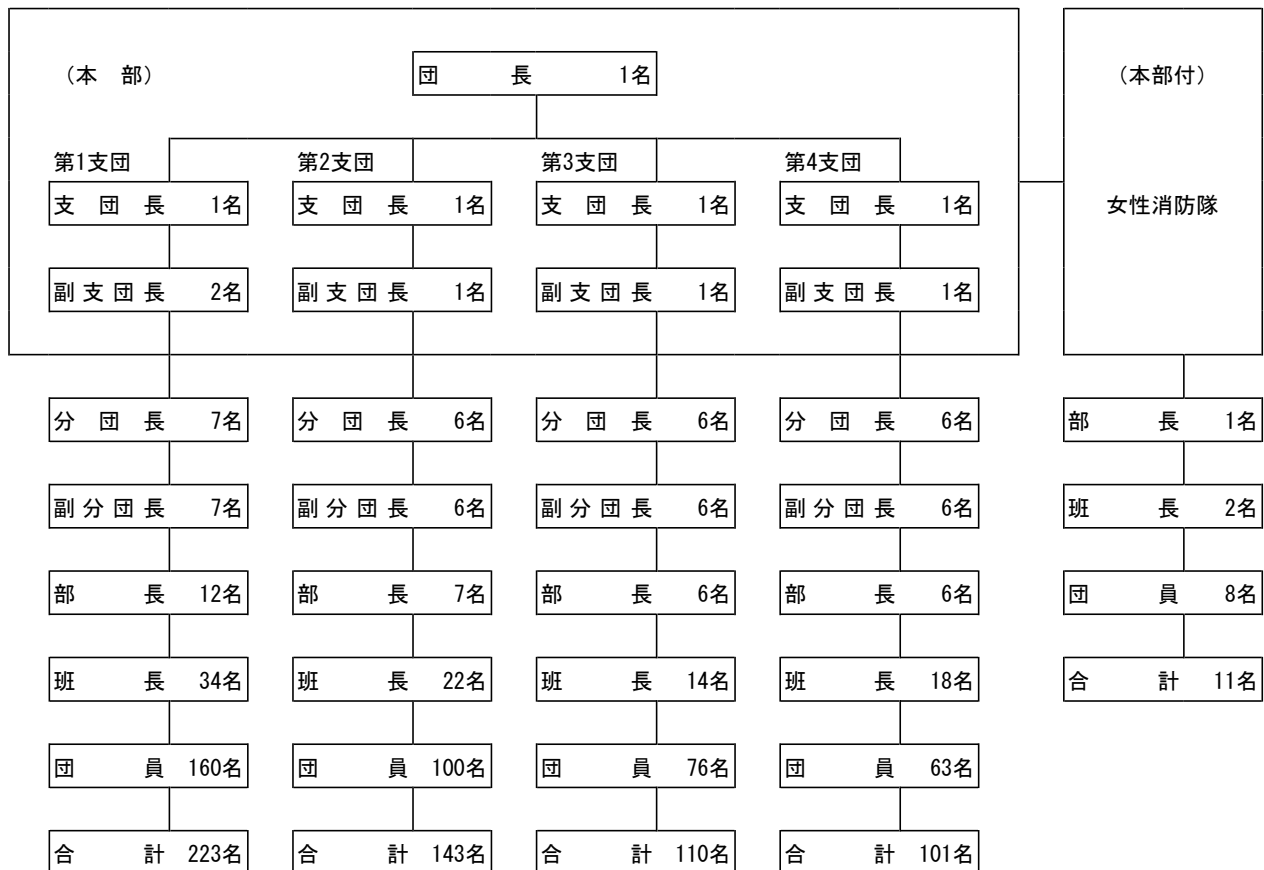 （本　部）　団　長　1名　（本部付）
第1支団　第2支団　第3支団　第4支団
支団長　1名　支団長　1名　支団長　1名　支団長　1名　女性消防隊
副支団長　2名　副支団長　1名　副支団長　1名　副支団長　1名
分団長　7名　分団長　6名　分団長　6名　分団長　6名　部　長　1名
副分団長　7名　副分団長　6名　副分団長　6名　副分団長　6名　班　長　2名
部　長　12名　部　長　7名　部　長　6名　部　長　6名　団　員　8名
班　長　34名　班　長　22名　班　長　14名　班　長　18名　合　計　11名
団　員　160名　団　員　100名　団　員　76名　団　員　63名
合　計　223名　合　計　143名　合　計　110名　合　計　101名